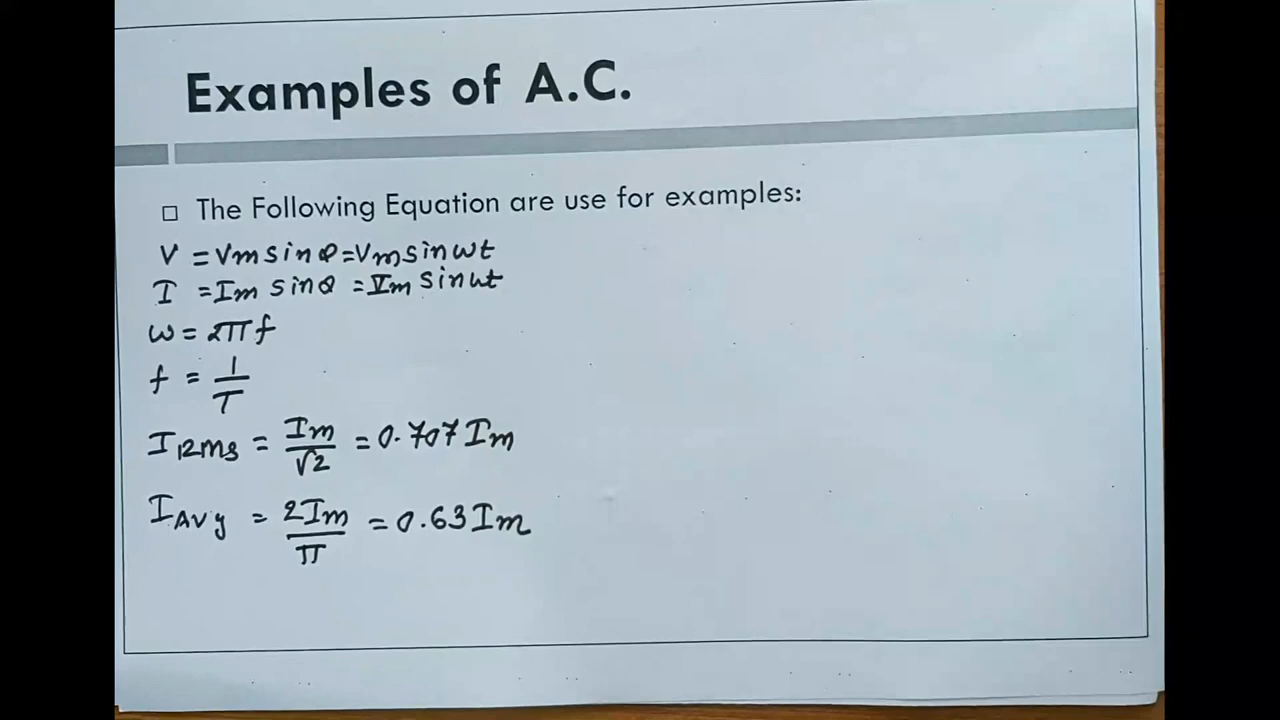 Examples of A.C.
□ The Following Equation are use for examples:
V = Vm sin θ = Vm sin ωt
I = Im sin θ = Im sin ωt
ω = 2πf
f = 1/T
IRMS = Im/√2 = 0.707 Im
IAvg = 2Im/π = 0.63 Im